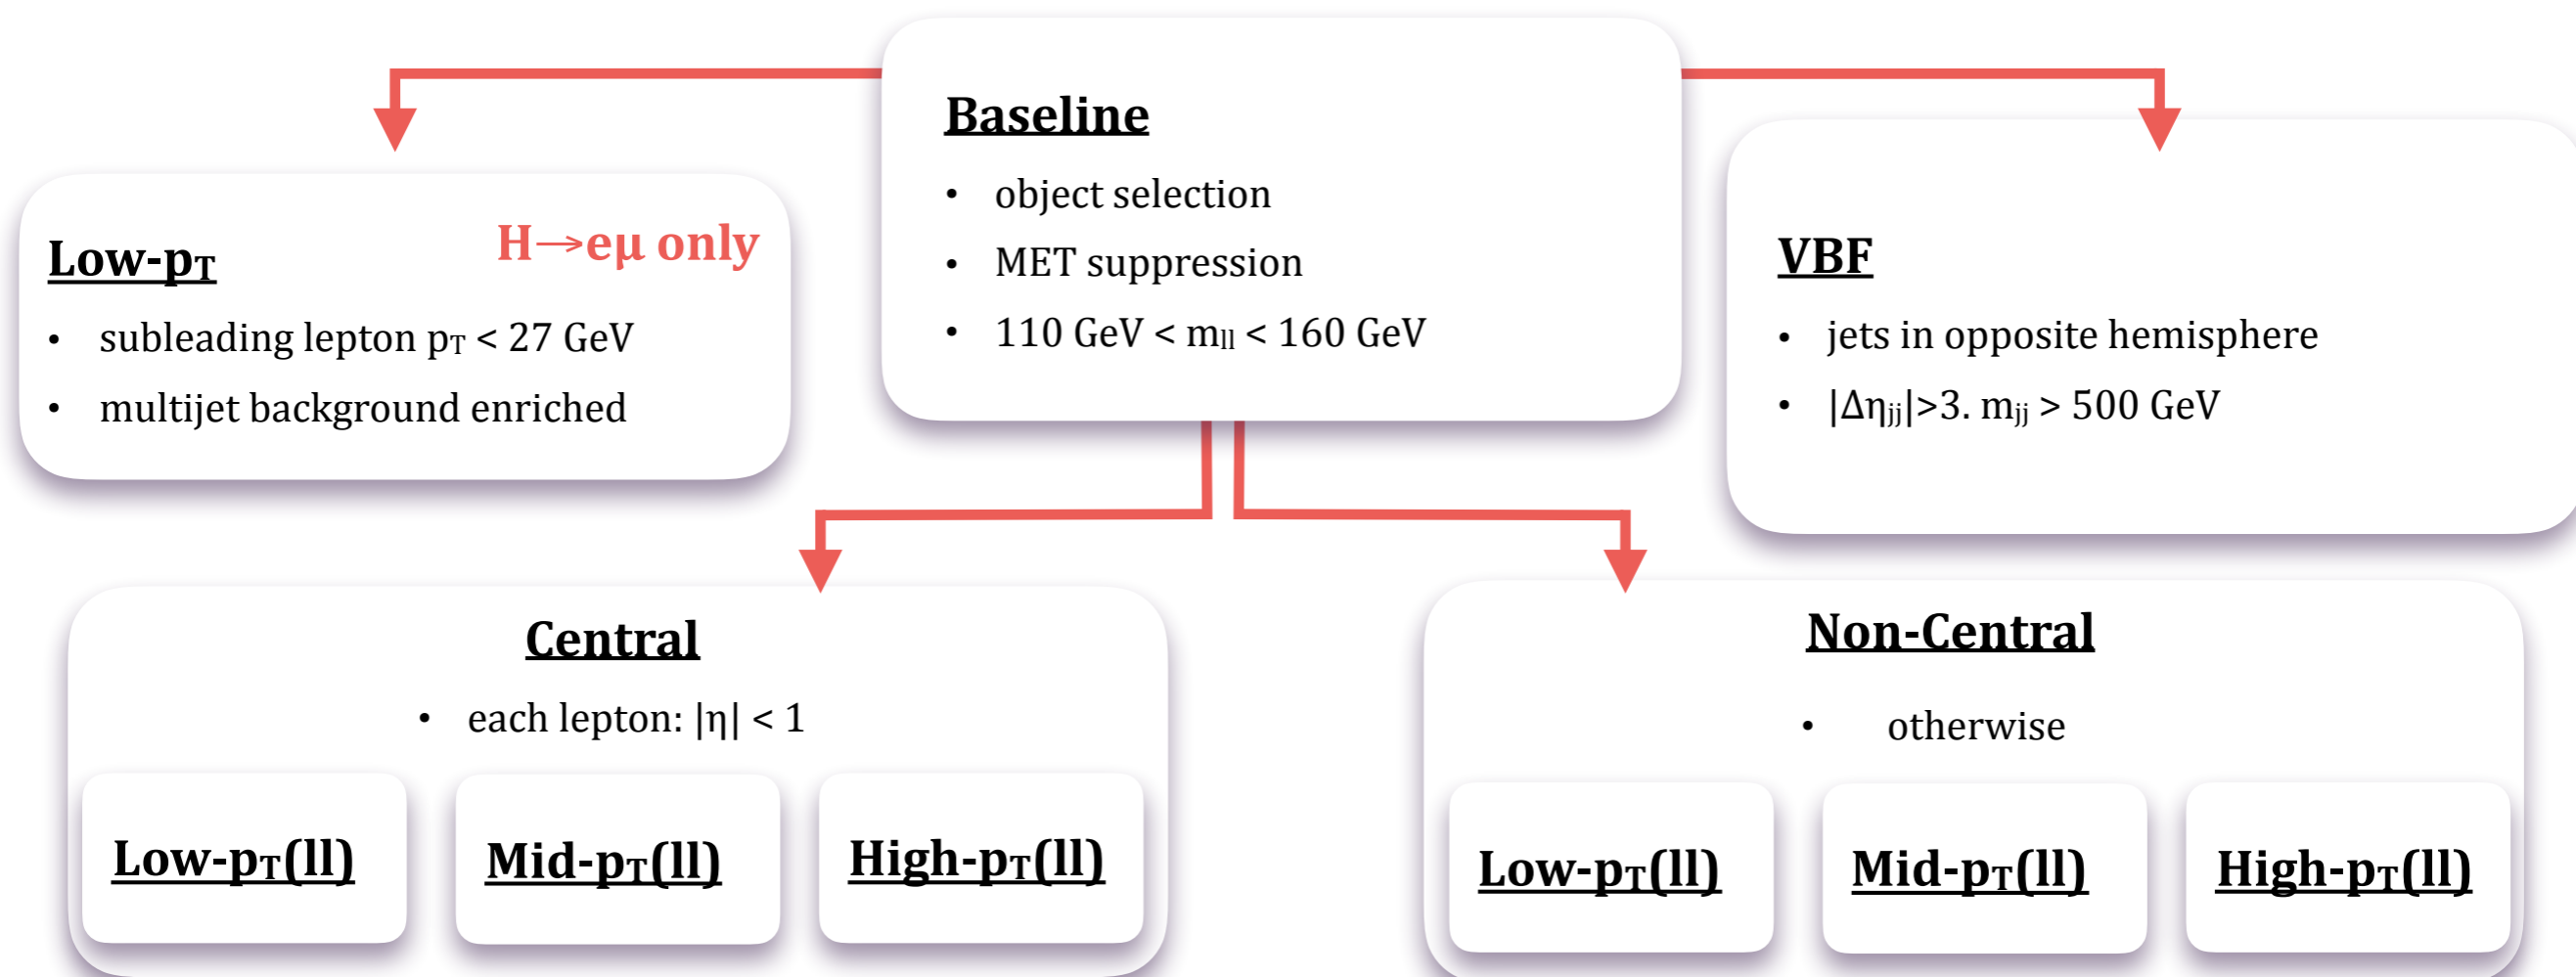 Baseline
• object selection
• MET suppression
• 110 GeV < mll < 160 GeV
Low-pT
H→eμ only
• subleading lepton pT < 27 GeV
• multijet background enriched
VBF
• jets in opposite hemisphere
• |Δηjj|>3. mjj > 500 GeV
Central
• each lepton: |η| < 1
Low-pT(ll)
Mid-pT(ll)
High-pT(ll)
Non-Central
• otherwise
Low-pT(ll)
Mid-pT(ll)
High-pT(ll)